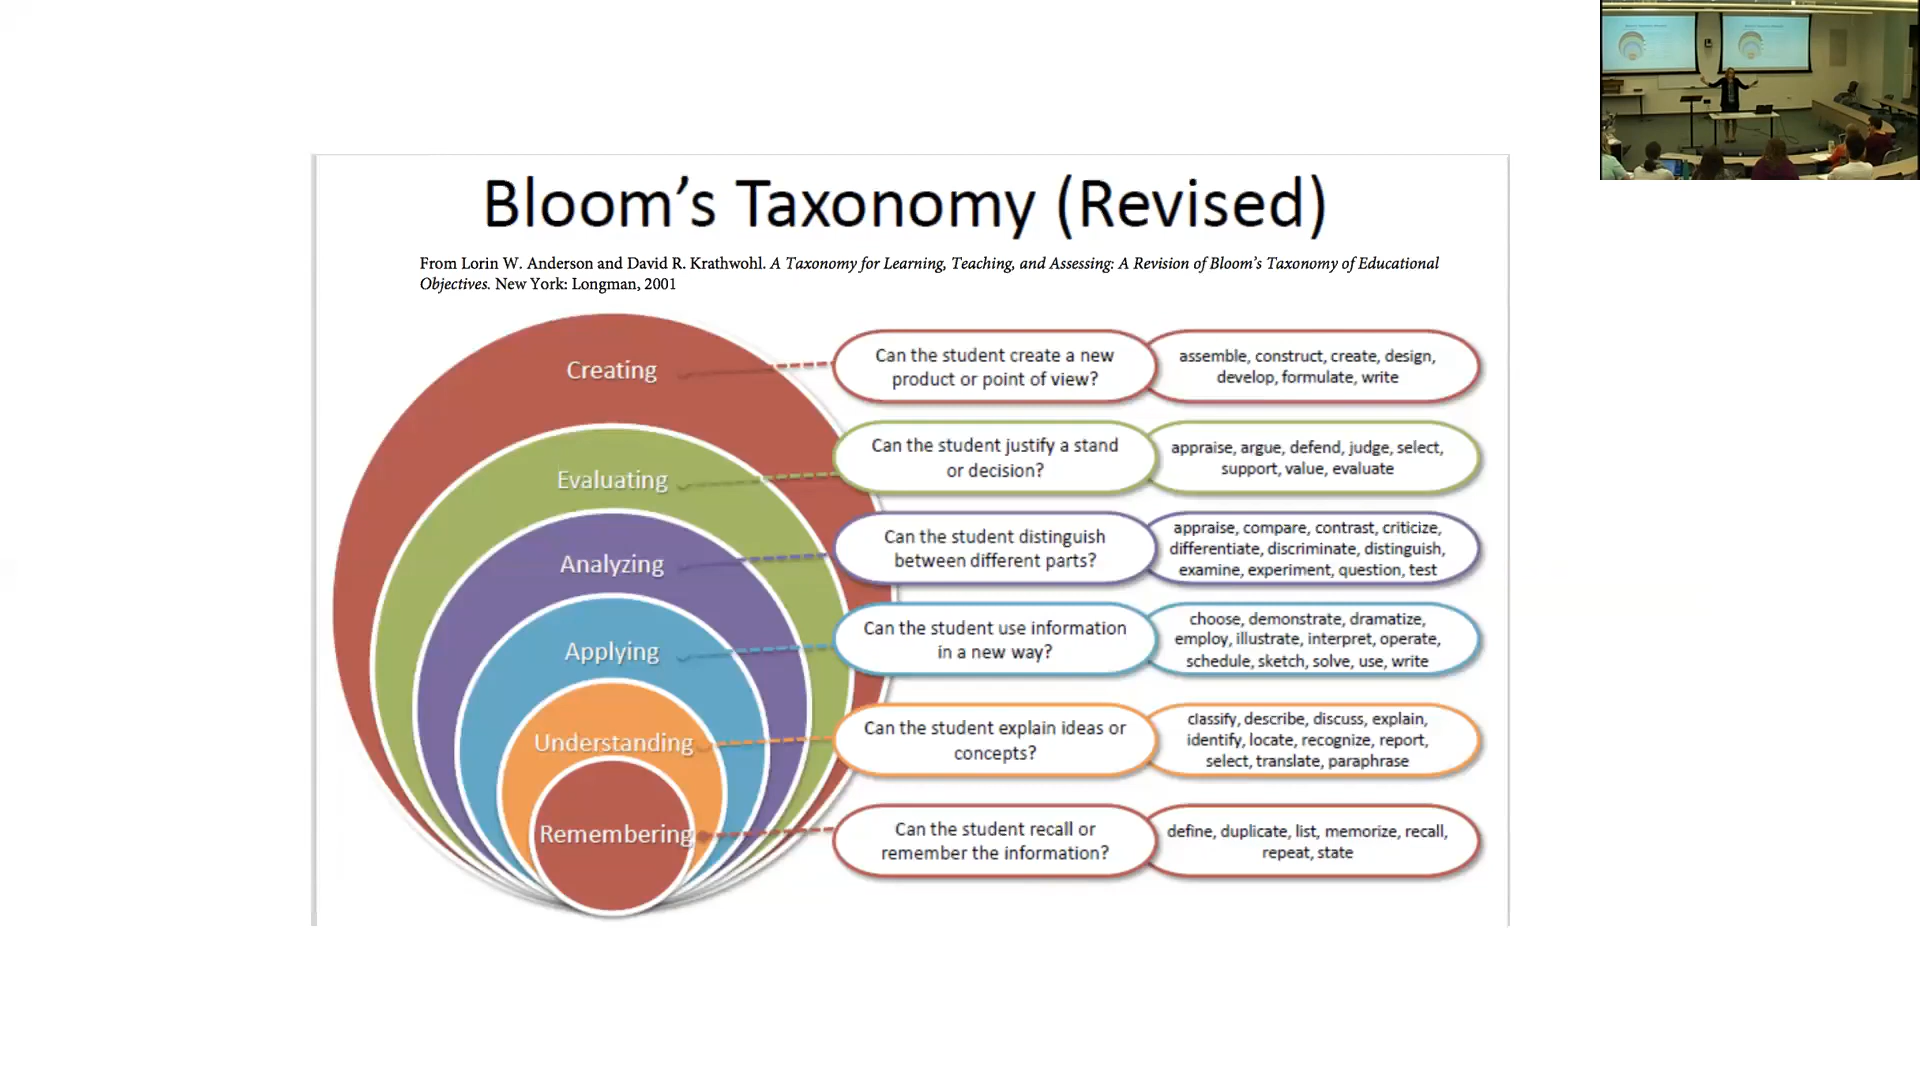 Bloom’s Taxonomy (Revised)
From Lorin W. Anderson and David R. Krathwohl. A Taxonomy for Learning, Teaching, and Assessing: A Revision of Bloom’s Taxonomy of Educational
Objectives. New York: Longman, 2001
Creating
Can the student create a new
product or point of view?
assemble, construct, create, design,
develop, formulate, write
Evaluating
Can the student justify a stand
or decision?
appraise, argue, defend, judge, select,
support, value, evaluate
Analyzing
Can the student distinguish
between different parts?
appraise, compare, contrast, criticize,
differentiate, discriminate, distinguish,
examine, experiment, question, test
Applying
Can the student use information
in a new way?
choose, demonstrate, dramatize,
employ, illustrate, interpret, operate,
schedule, sketch, solve, use, write
Understanding
Can the student explain ideas or
concepts?
classify, describe, discuss, explain,
identify, locate, recognize, report,
select, translate, paraphrase
Remembering
Can the student recall or
remember the information?
define, duplicate, list, memorize, recall,
repeat, state